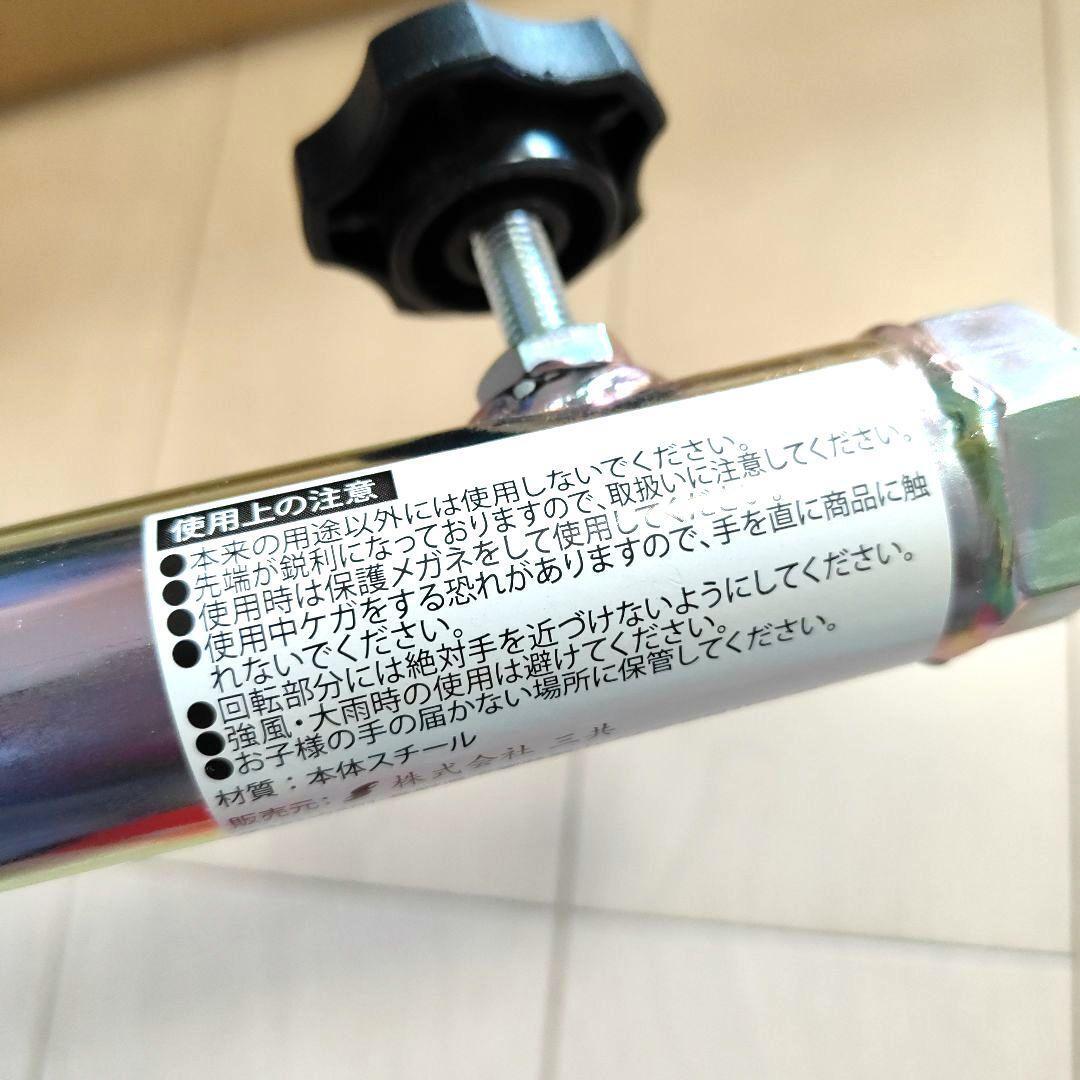 使用上の注意
●本来の用途以外には使用しないでください。
●先端が鋭利になっておりますので、取扱いに注意してください。
●使用時は保護メガネをして使用してください。
●使用中ケガをする恐れがありますので、手を直に商品に触
れないでください。
●回転部分には絶対手を近づけないようにしてください。
●強風・大雨時の使用は避けてください。
●お子様の手の届かない場所に保管してください。
材質：本体スチール
販売元：株式会社 三共